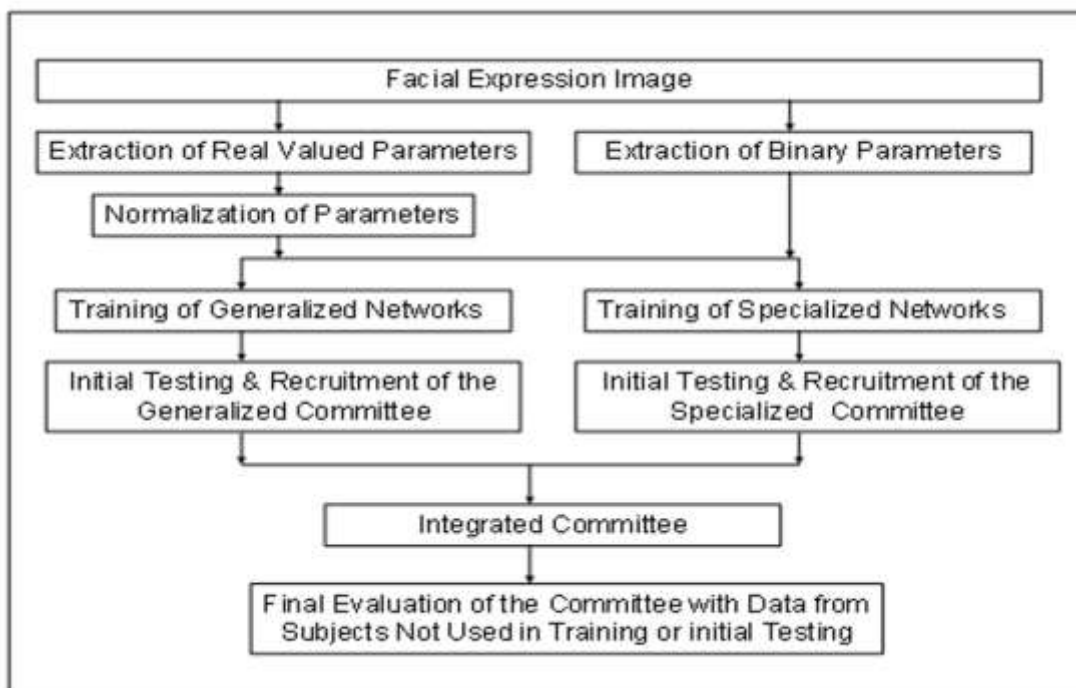 Facial Expression Image
Extraction of Real Valued Parameters
Extraction of Binary Parameters
Normalization of Parameters
Training of Generalized Networks
Training of Specialized Networks
Initial Testing & Recruitment of the
Generalized Committee
Initial Testing & Recruitment of the
Specialized Committee
Integrated Committee
Final Evaluation of the Committee with Data from
Subjects Not Used in Training or initial Testing